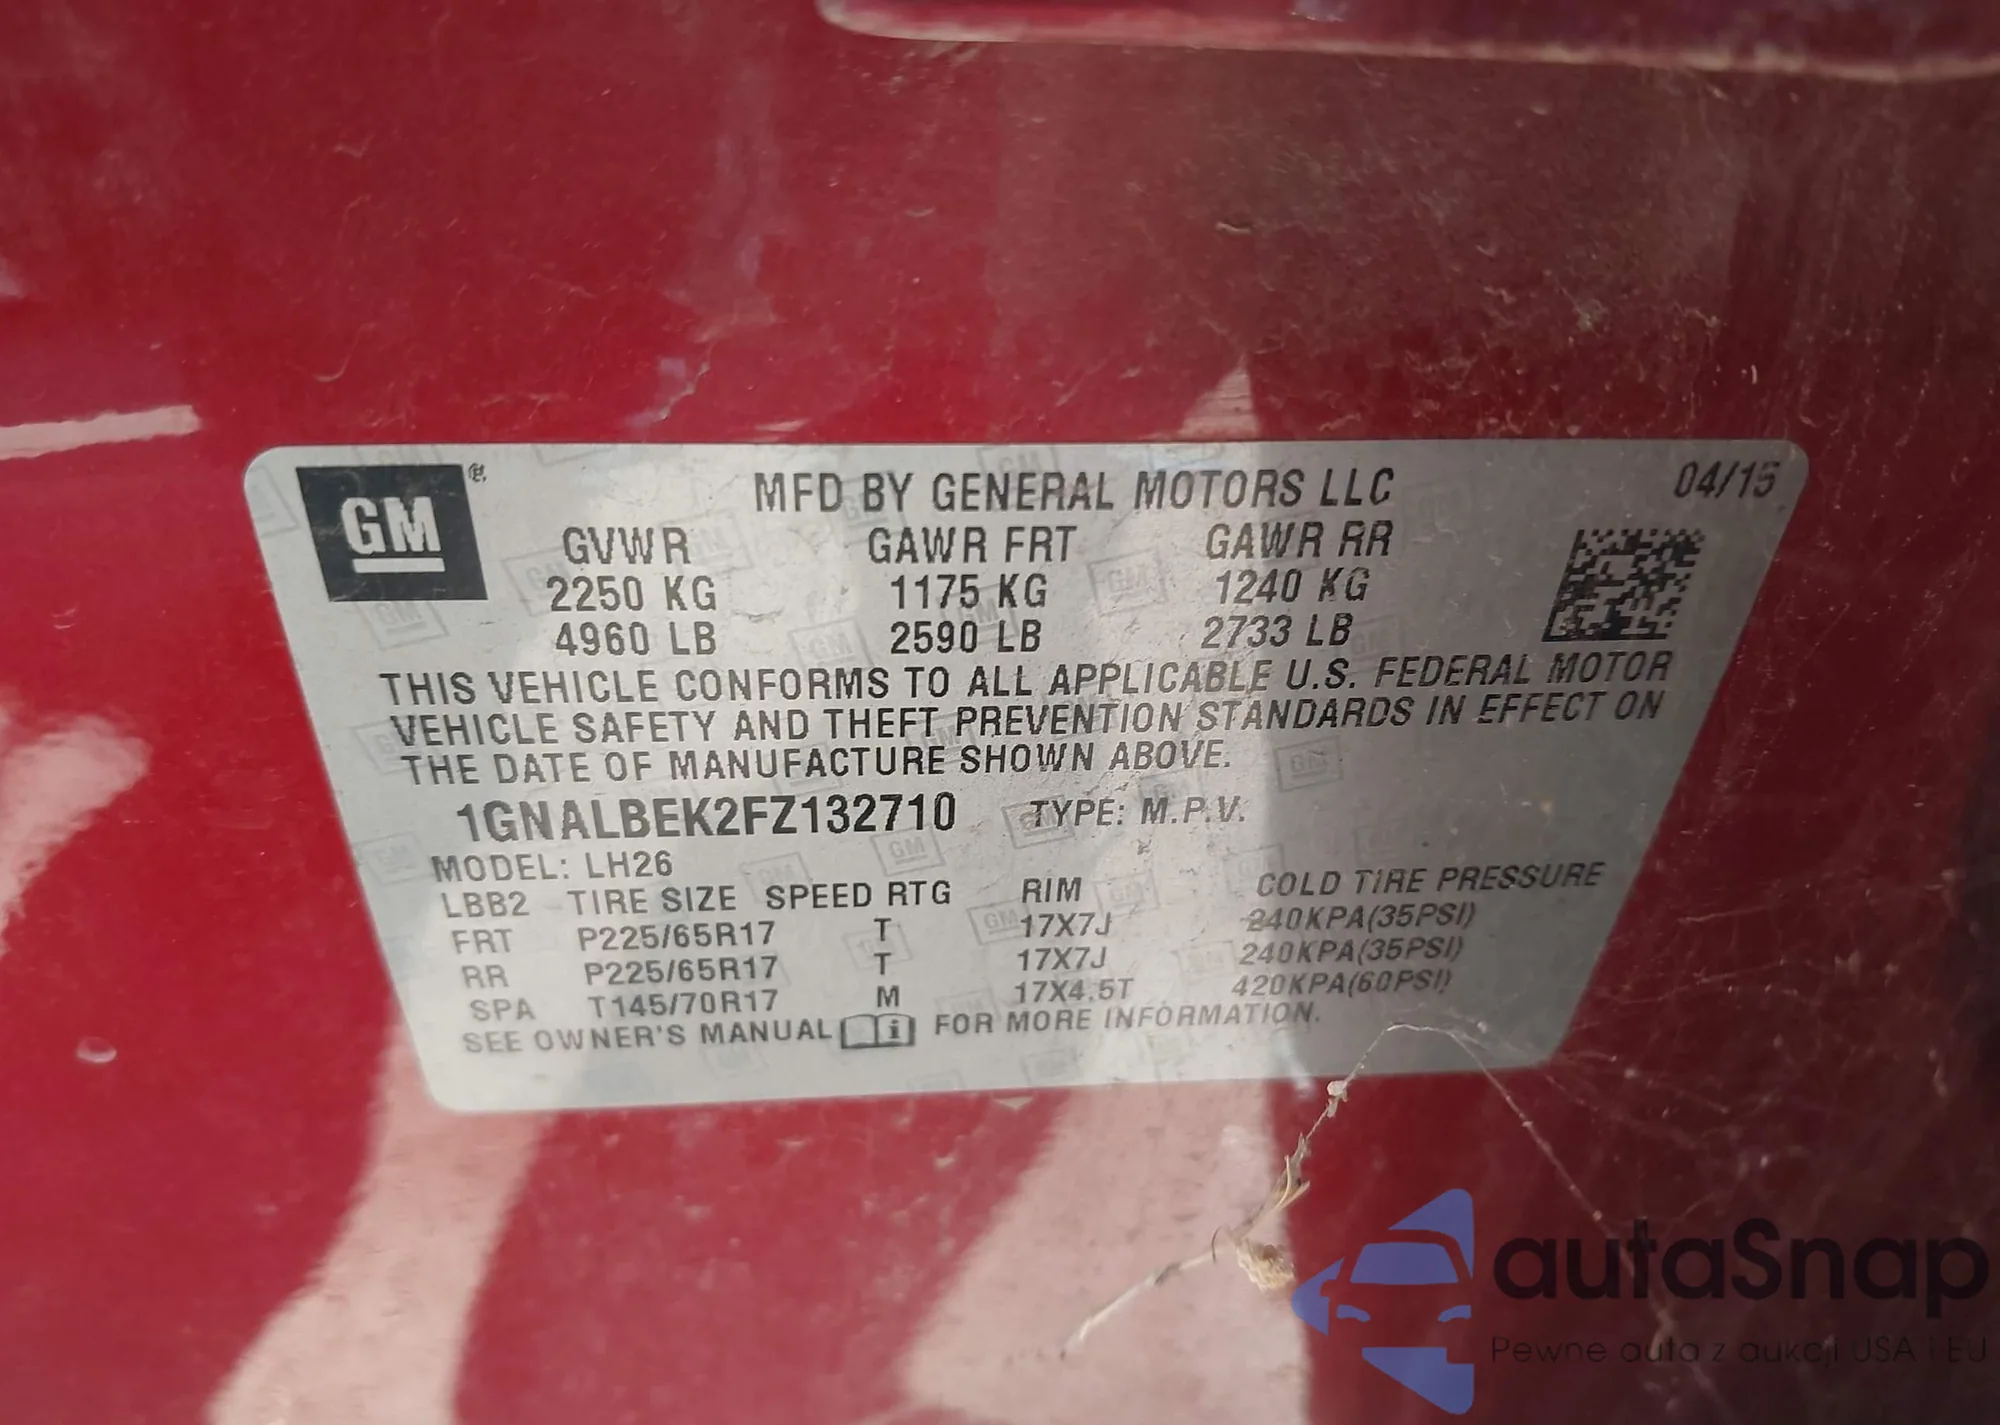 GM ®
MFD BY GENERAL MOTORS LLC 04/15
GVWR GAWR FRT GAWR RR
2250 KG 1175 KG 1240 KG
4960 LB 2590 LB 2733 LB
THIS VEHICLE CONFORMS TO ALL APPLICABLE U.S. FEDERAL MOTOR
VEHICLE SAFETY AND THEFT PREVENTION STANDARDS IN EFFECT ON
THE DATE OF MANUFACTURE SHOWN ABOVE.
1GNALBEK2FZ132710 TYPE: M.P.V.
MODEL: LH26
LBB2 TIRE SIZE SPEED RTG RIM COLD TIRE PRESSURE
FRT P225/65R17 T 17X7J 240KPA(35PSI)
RR P225/65R17 T 17X7J 240KPA(35PSI)
SPA T145/70R17 M 17X4.5T 420KPA(60PSI)
SEE OWNER'S MANUAL i FOR MORE INFORMATION.
autaSnap
Pewne auta z aukcji USA i EU